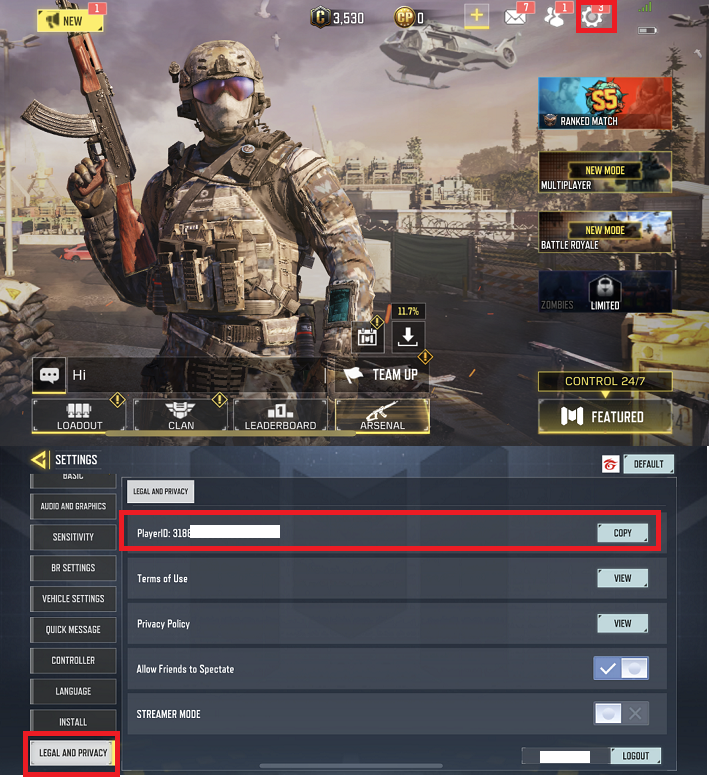 NEW
1
3,530
CP 0
7
1
3
S5
RANKED MATCH
NEW MODE
MULTIPLAYER
NEW MODE
BATTLE ROYALE
ZOMBIES
LIMITED
11.7%
Hi
TEAM UP
CONTROL 24/7
LOADOUT
CLAN
LEADERBOARD
ARSENAL
FEATURED
SETTINGS
DEFAULT
BASIC
AUDIO AND GRAPHICS
SENSITIVITY
BR SETTINGS
VEHICLE SETTINGS
QUICK MESSAGE
CONTROLLER
LANGUAGE
INSTALL
LEGAL AND PRIVACY
LEGAL AND PRIVACY
PlayerID: 318
COPY
Terms of Use
VIEW
Privacy Policy
VIEW
Allow Friends to Spectate
STREAMER MODE
LOGOUT